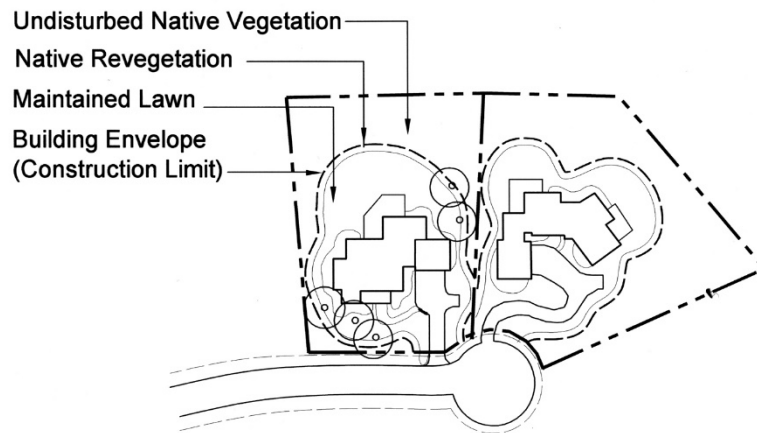 Undisturbed Native Vegetation
Native Revegetation
Maintained Lawn
Building Envelope
(Construction Limit)